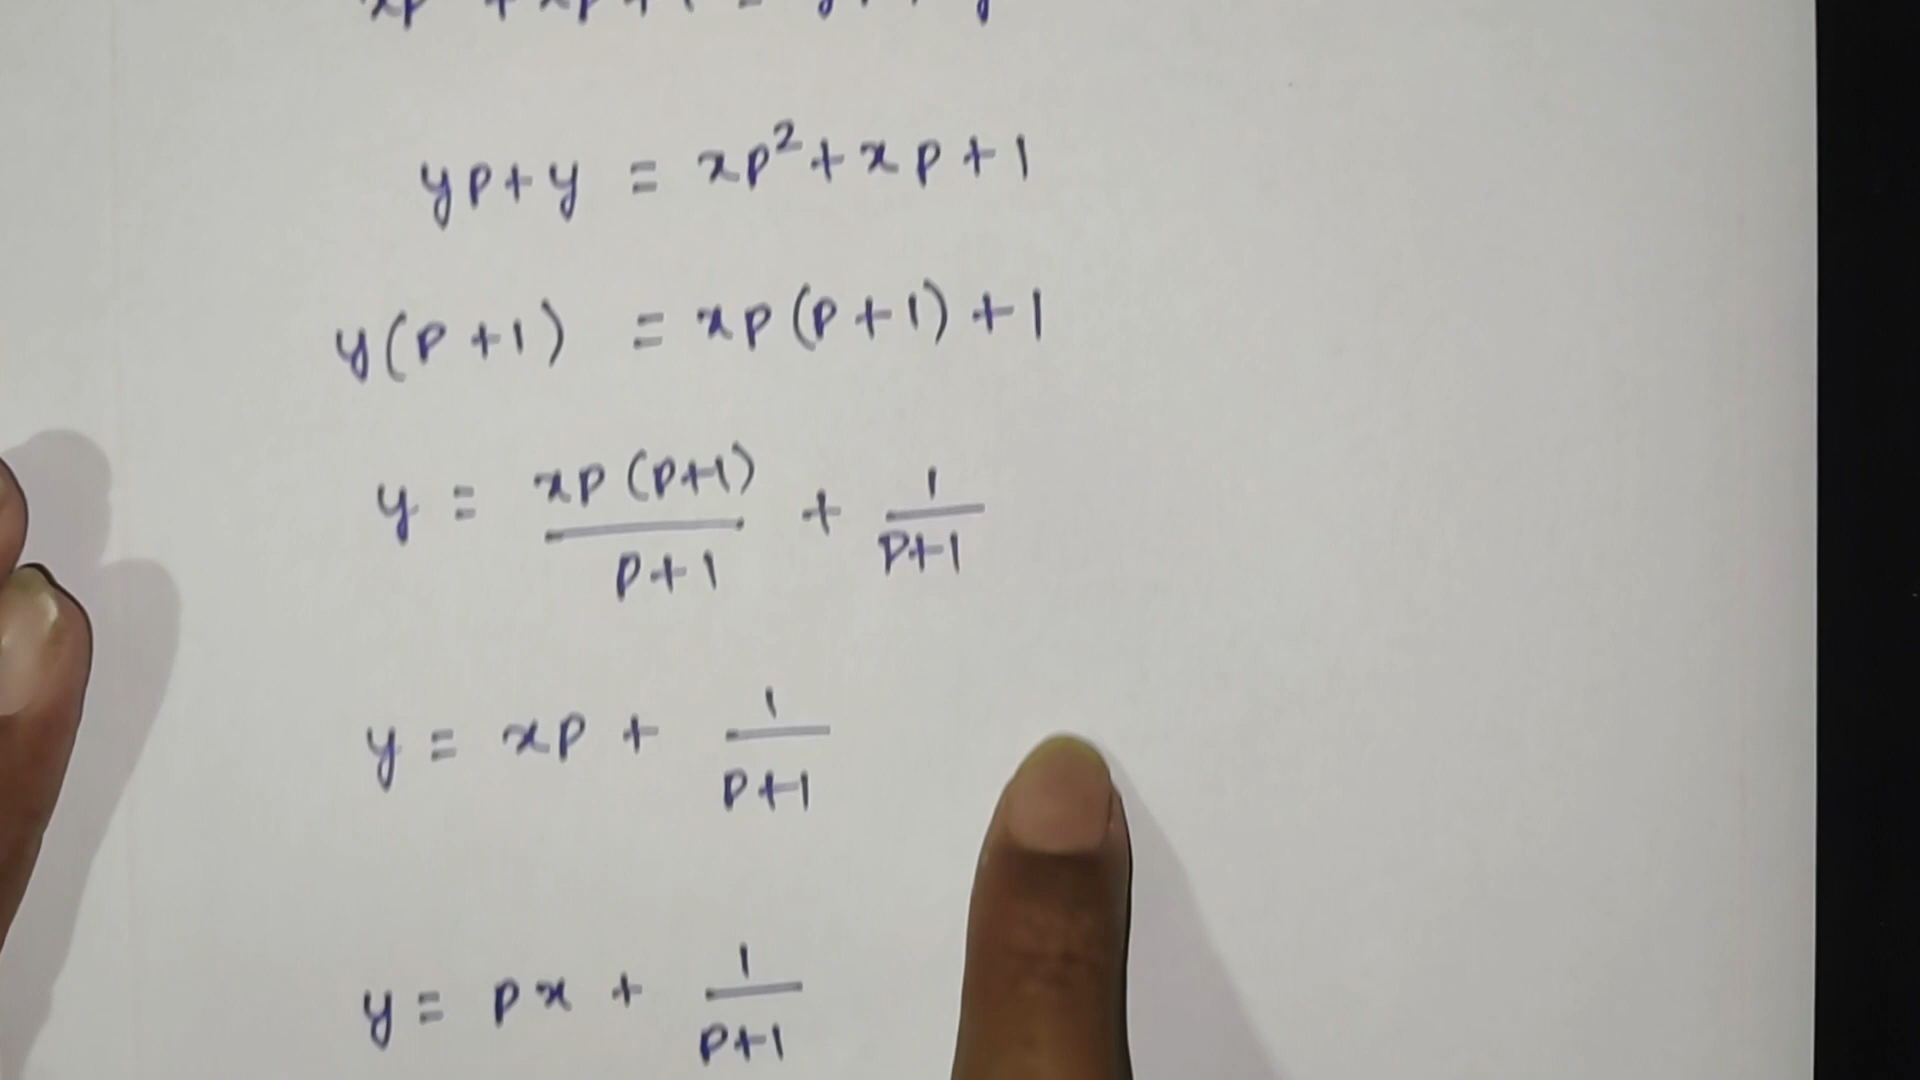 yp+y = xp²+xp+1
y(p+1) = xp(p+1)+1
y = xp(p+1)/p+1 + 1/p+1
y = xp + 1/p+1
y = px + 1/p+1